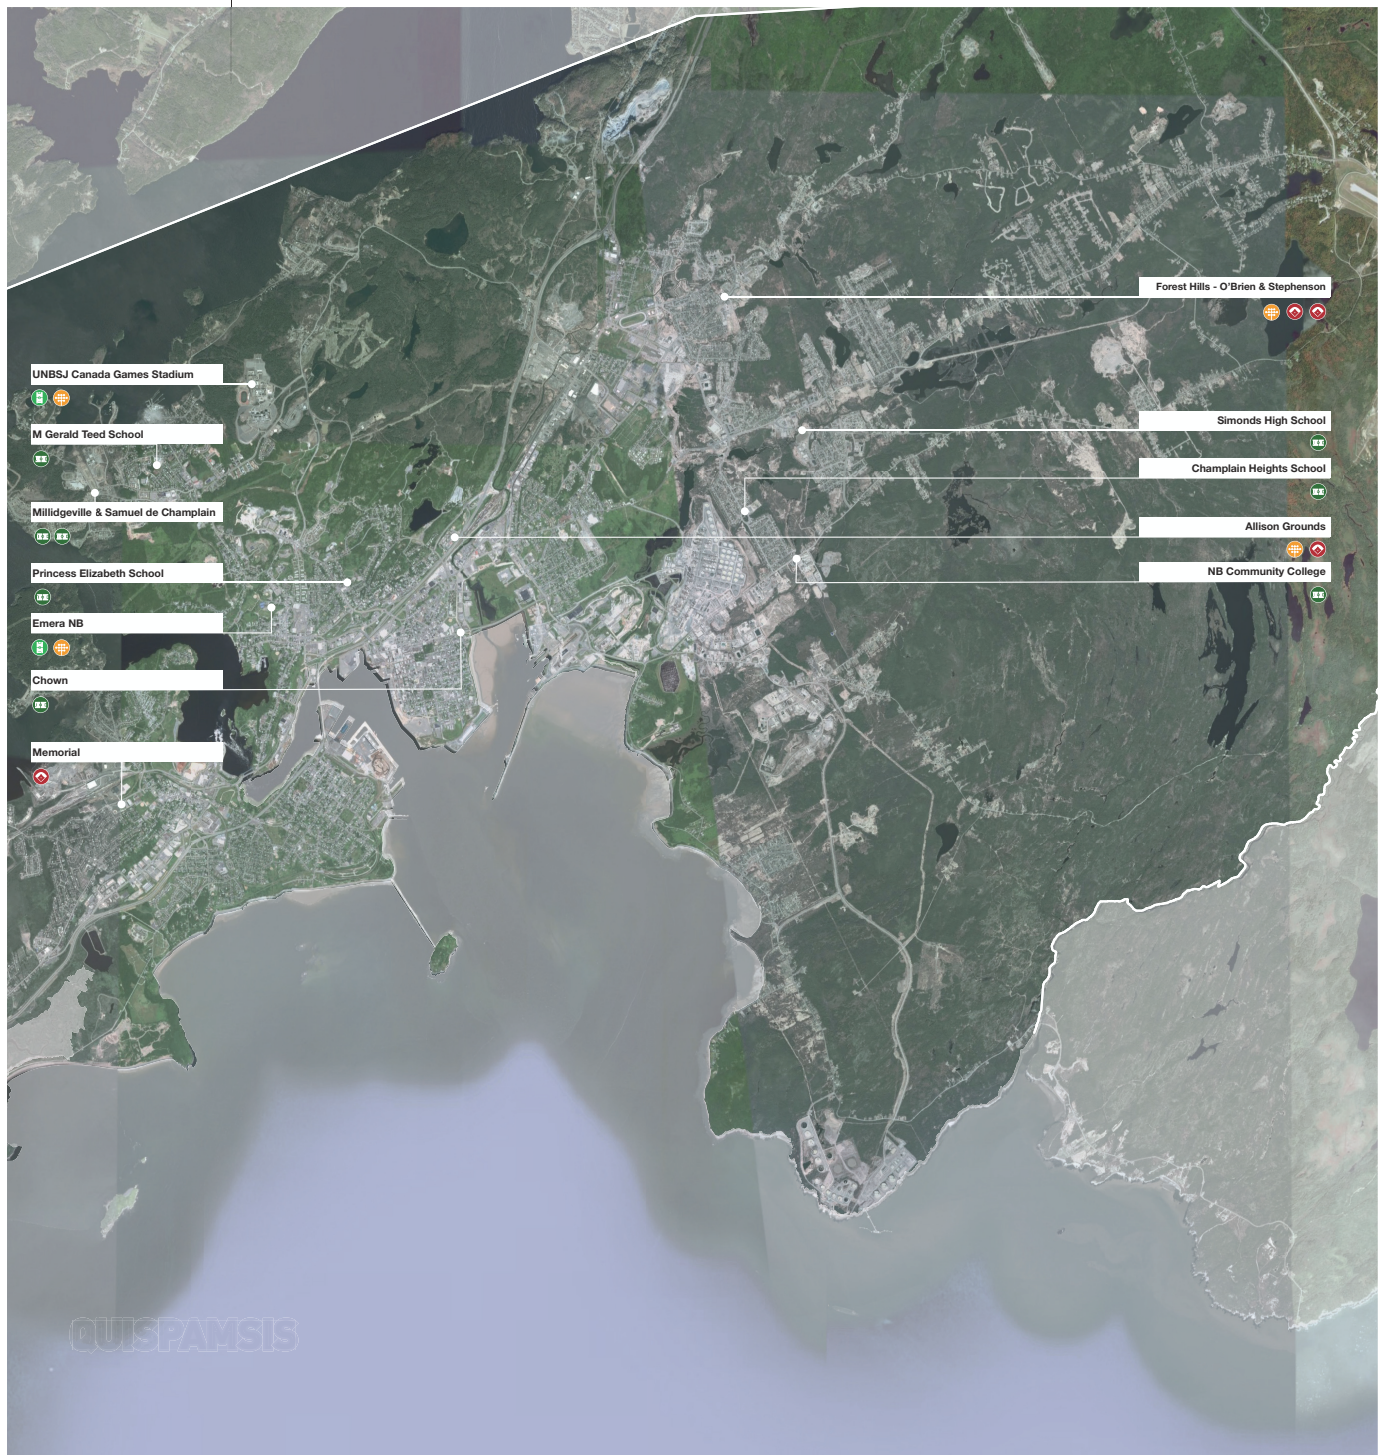 Forest Hills - O'Brien & Stephenson
UNBSJ Canada Games Stadium
Simonds High School
M Gerald Teed School
Champlain Heights School
Millidgeville & Samuel de Champlain
Allison Grounds
Princess Elizabeth School
NB Community College
Emera NB
Chown
Memorial
QUISPAMSIS